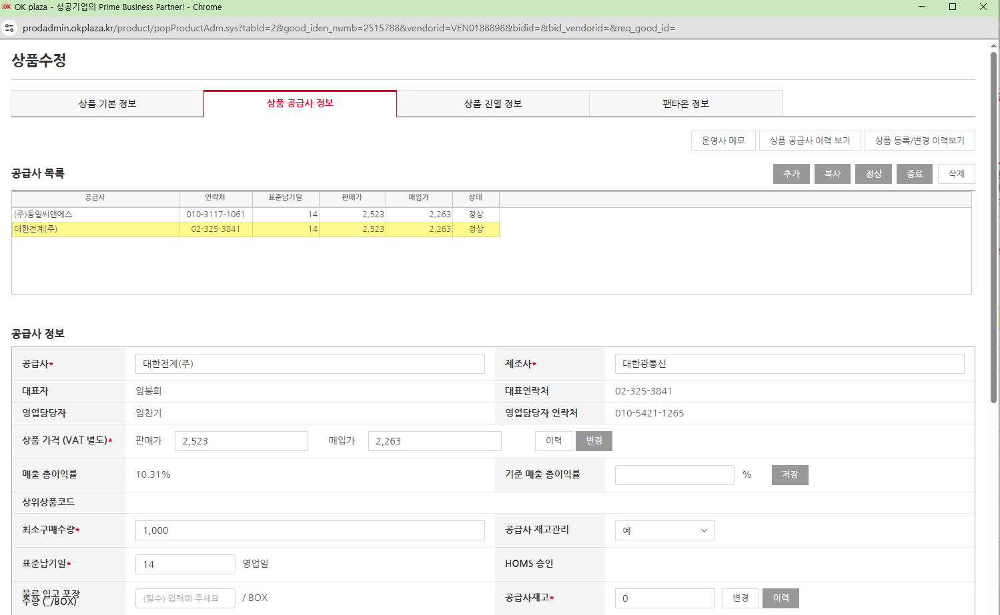 OK plaza - 성공기업의 Prime Business Partner! - Chrome
prodadmin.okplaza.kr/product/popProductAdm.sys?tabId=2&good_iden_numb=2515788&vendorid=VEN0188898&bidid=&bid_vendorid=&req_good_id=
상품수정
상품 기본 정보 상품 공급사 정보 상품 진열 정보 팬타온 정보
운영사 메모 상품 공급사 이력 보기 상품 등록/변경 이력보기
공급사 목록 추가 복사 정상 종료 삭제
공급사 연락처 표준납기일 판매가 매입가 상태
(주)동일씨앤에스 010-3117-1061 14 2,523 2,263 정상
대한전계(주) 02-325-3841 14 2,523 2,263 정상
공급사 정보
공급사* 대한전계(주) 제조사* 대한광통신
대표자 임봉희 대표연락처 02-325-3841
영업담당자 임찬기 영업담당자 연락처 010-5421-1265
상품 가격 (VAT 별도)* 판매가 2,523 매입가 2,263 이력 변경
매출 총이익률 10.31% 기준 매출 총이익률 % 저장
상위상품코드
최소구매수량* 1,000 공급사 재고관리 예
표준납기일* 14 영업일 HOMS 승인
물류 입고 포장
수량 (_/BOX) (필수) 입력해 주세요 / BOX 공급사재고* 0 변경 이력